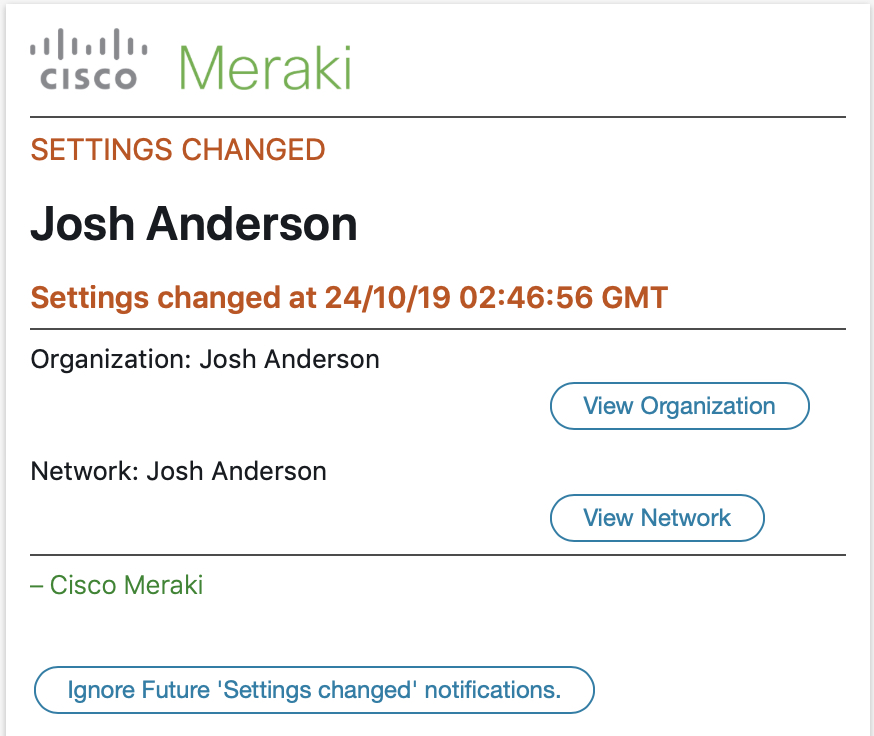 cisco Meraki
SETTINGS CHANGED
Josh Anderson
Settings changed at 24/10/19 02:46:56 GMT
Organization: Josh Anderson
View Organization
Network: Josh Anderson
View Network
– Cisco Meraki
Ignore Future 'Settings changed' notifications.